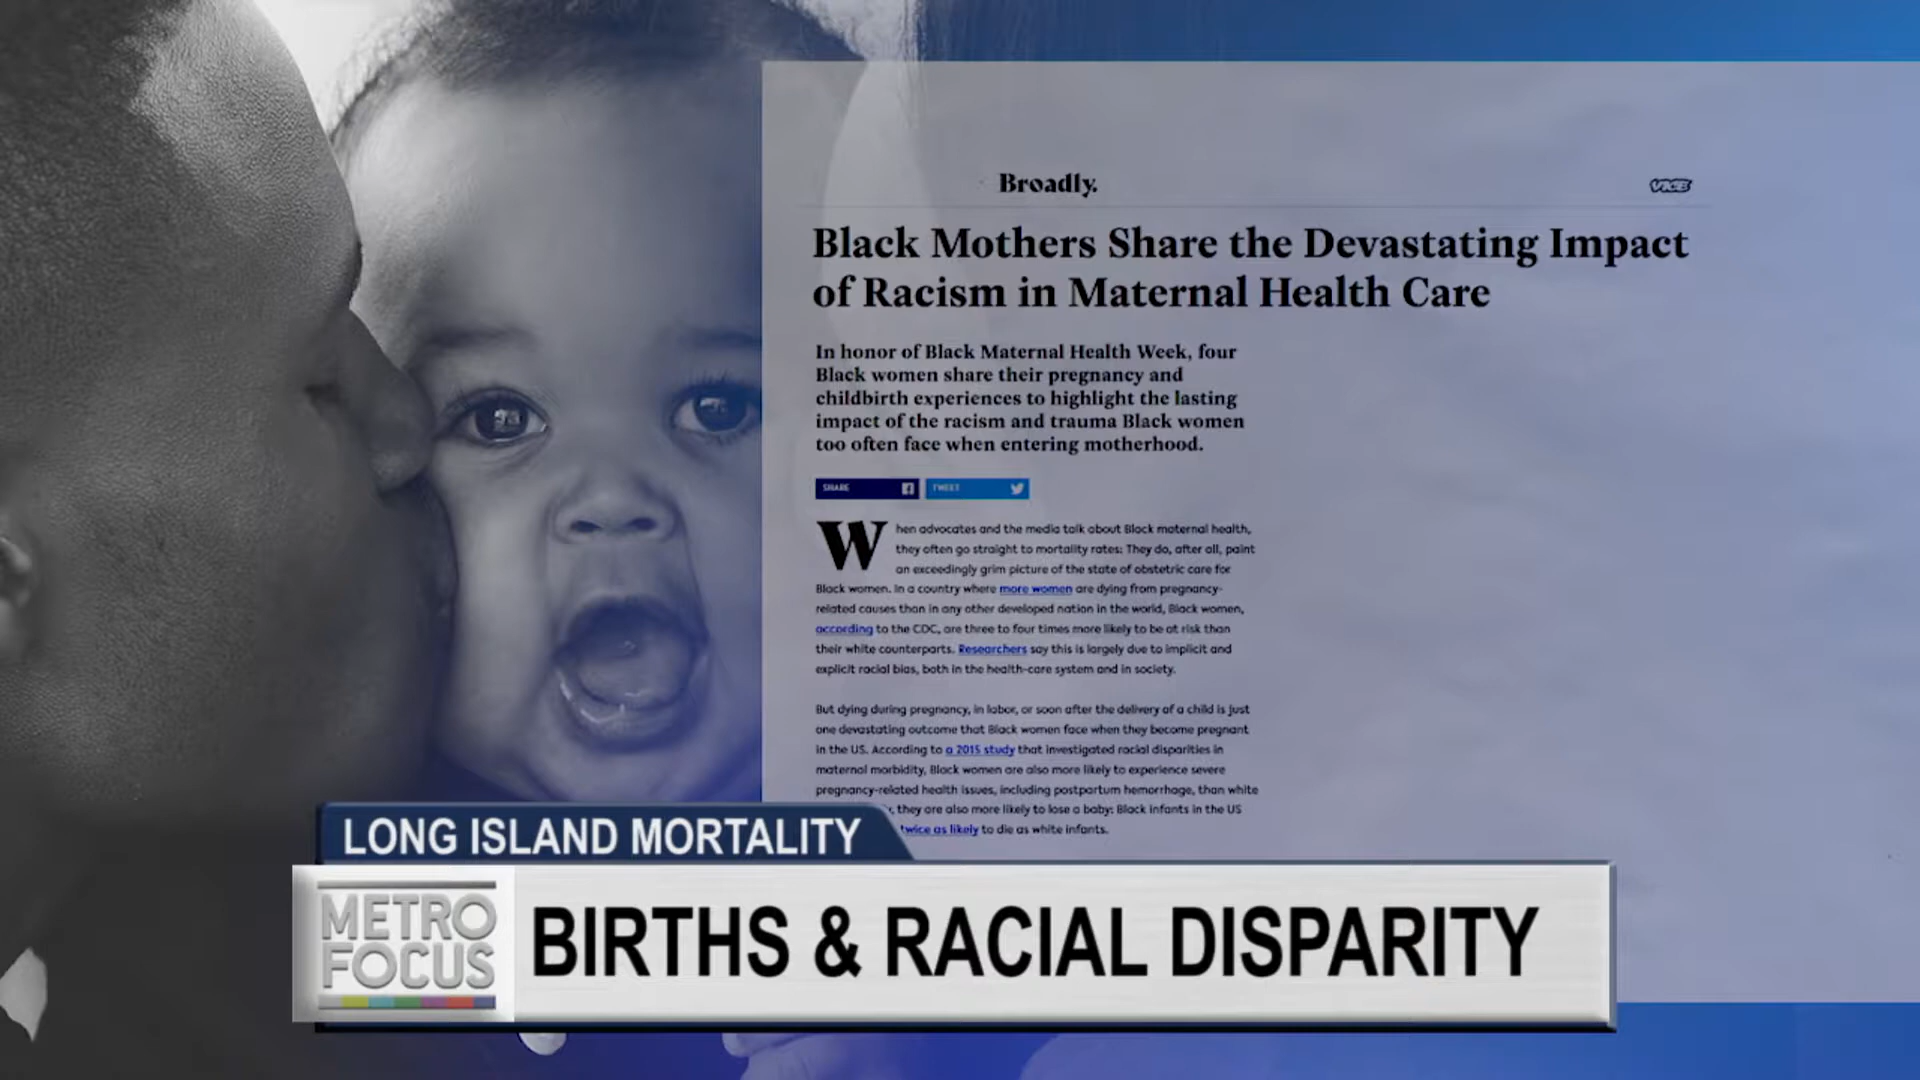 Broadly.
VICE
Black Mothers Share the Devastating Impact
of Racism in Maternal Health Care
In honor of Black Maternal Health Week, four
Black women share their pregnancy and
childbirth experiences to highlight the lasting
impact of the racism and trauma Black women
too often face when entering motherhood.
SHARE
TWEET
When advocates and the media talk about Black maternal health,
they often go straight to mortality rates: They do, after all, paint
an exceedingly grim picture of the state of obstetric care for
Black women. In a country where more women are dying from pregnancy-
related causes than in any other developed nation in the world, Black women,
according to the CDC, are three to four times more likely to be at risk than
their white counterparts. Researchers say this is largely due to implicit and
explicit racial bias, both in the health-care system and in society.
But dying during pregnancy, in labor, or soon after the delivery of a child is just
one devastating outcome that Black women face when they become pregnant
in the US. According to a 2015 study that investigated racial disparities in
maternal morbidity, Black women are also more likely to experience severe
pregnancy-related health issues, including postpartum hemorrhage, than white
they are also more likely to lose a baby: Black infants in the US
twice as likely to die as white infants.
LONG ISLAND MORTALITY
METRO
FOCUS
BIRTHS & RACIAL DISPARITY